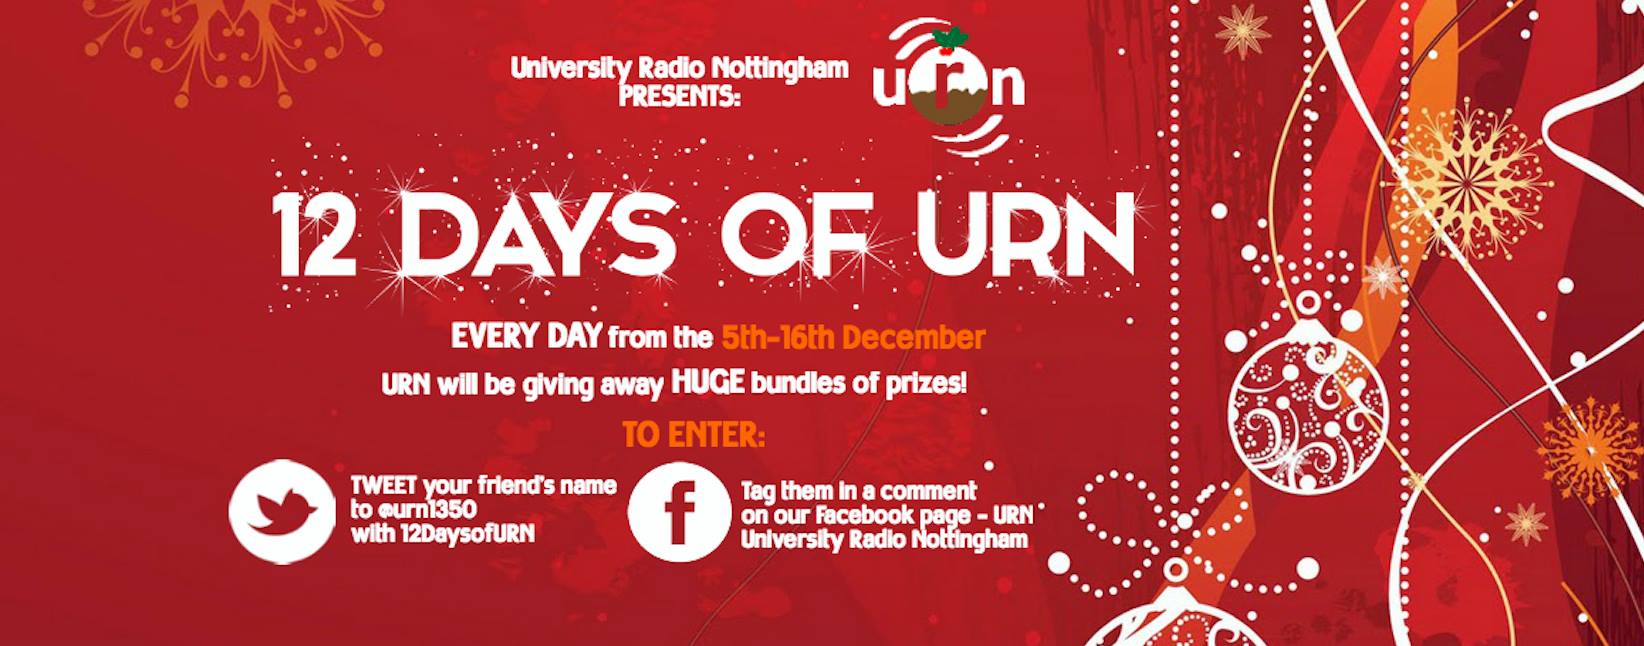 University Radio Nottingham
PRESENTS:
urn
12 DAYS OF URN
EVERY DAY from the 5th-16th December
URN will be giving away HUGE bundles of prizes!
TO ENTER:
TWEET your friend's name
to @urn1350
with 12DaysofURN
Tag them in a comment
on our Facebook page - URN
University Radio Nottingham